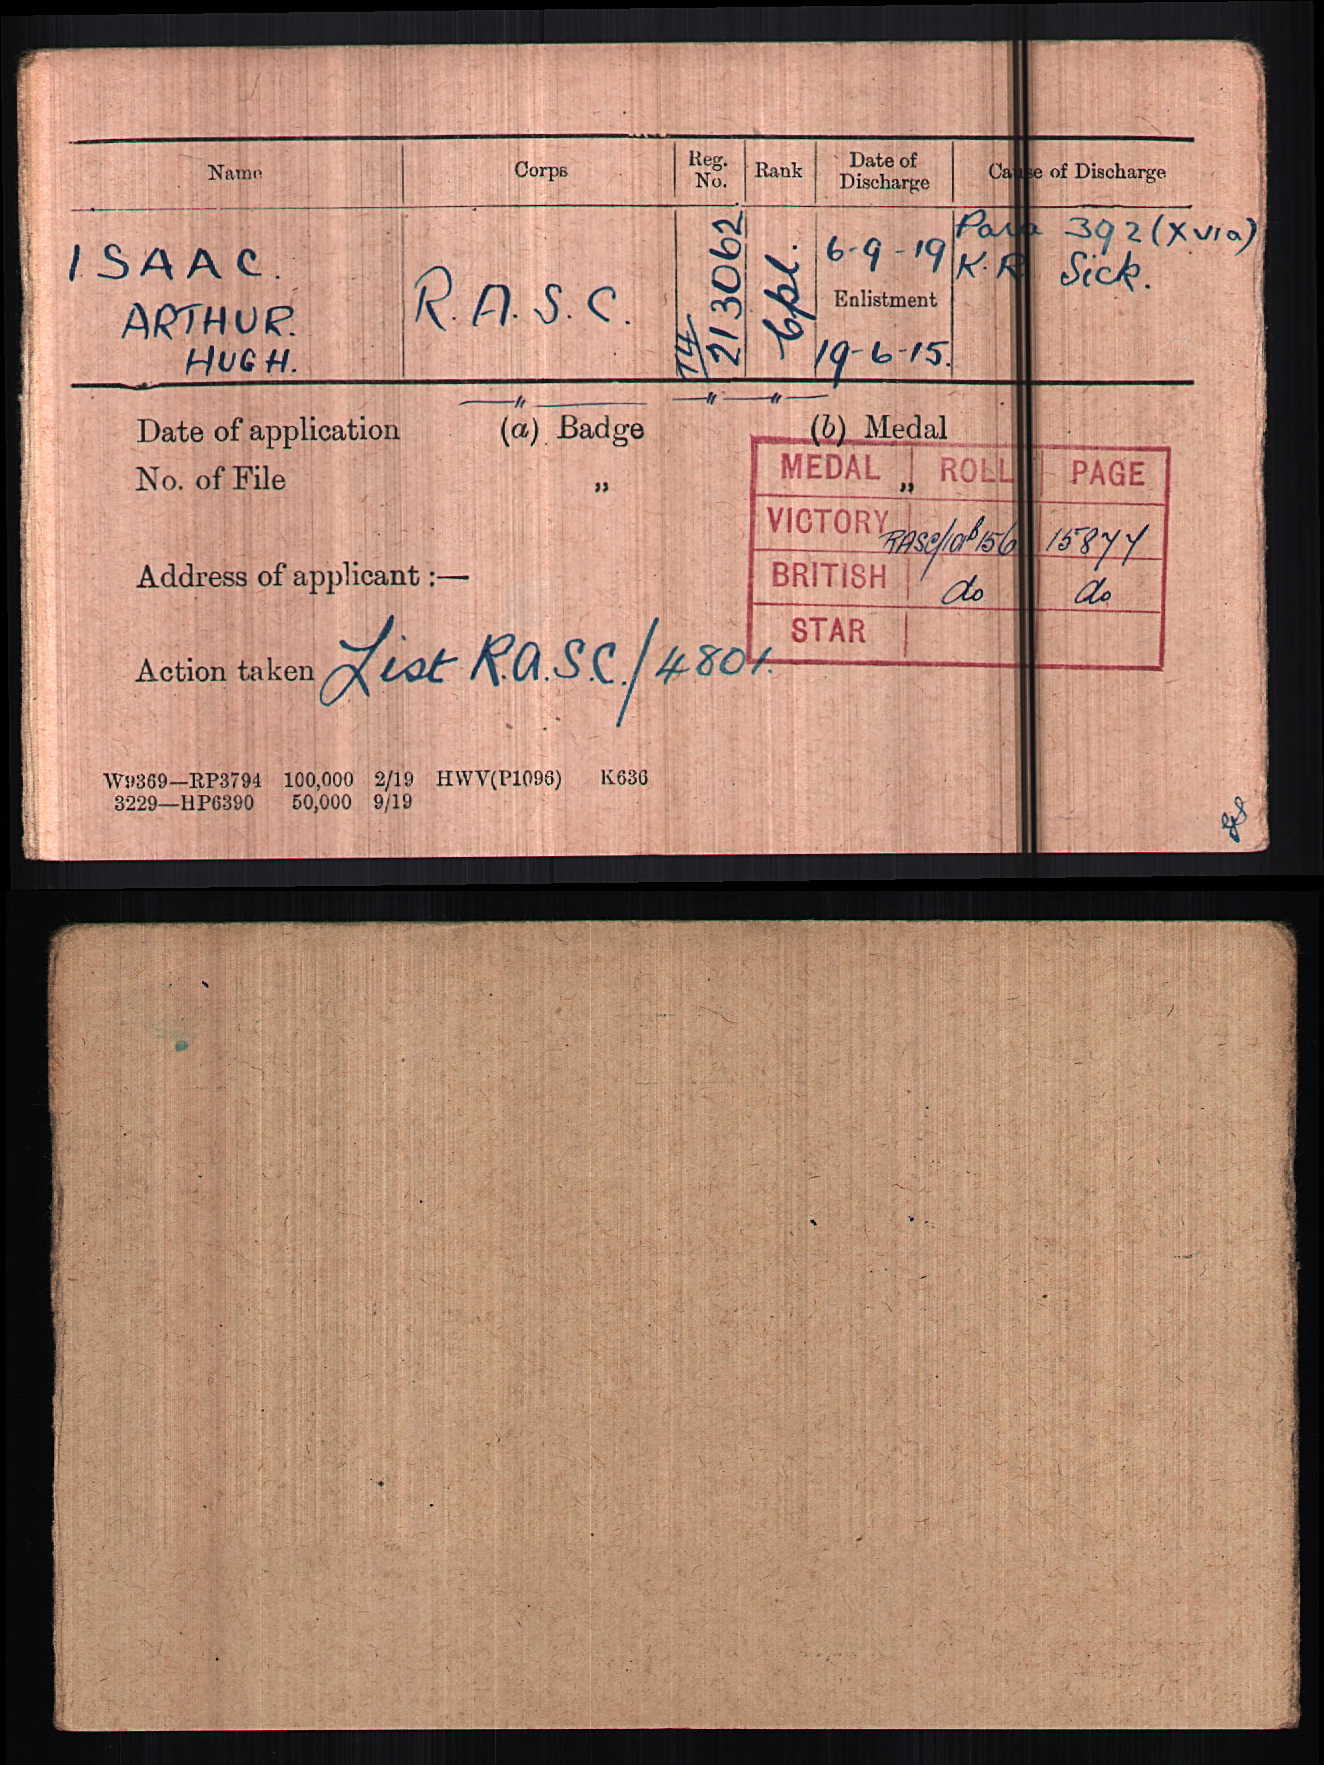 Name Corps Reg. No. Rank Date of Discharge Cause of Discharge
ISAAC. R.A.S.C. T4/213062 Cpl. 6-9-19 Para 392 (XVIa)
ARTHUR. Enlistment K.R Sick.
HUGH. 19-6-15.
Date of application (a) Badge (b) Medal
No. of File „ „
MEDAL ROLL PAGE
VICTORY RASC/101B156 15877
BRITISH do do
STAR
Address of applicant :—
Action taken List R.A.S.C./4801.
W9369—RP3794 100,000 2/19 HWV(P1096) K636
3229—HP6390 50,000 9/19